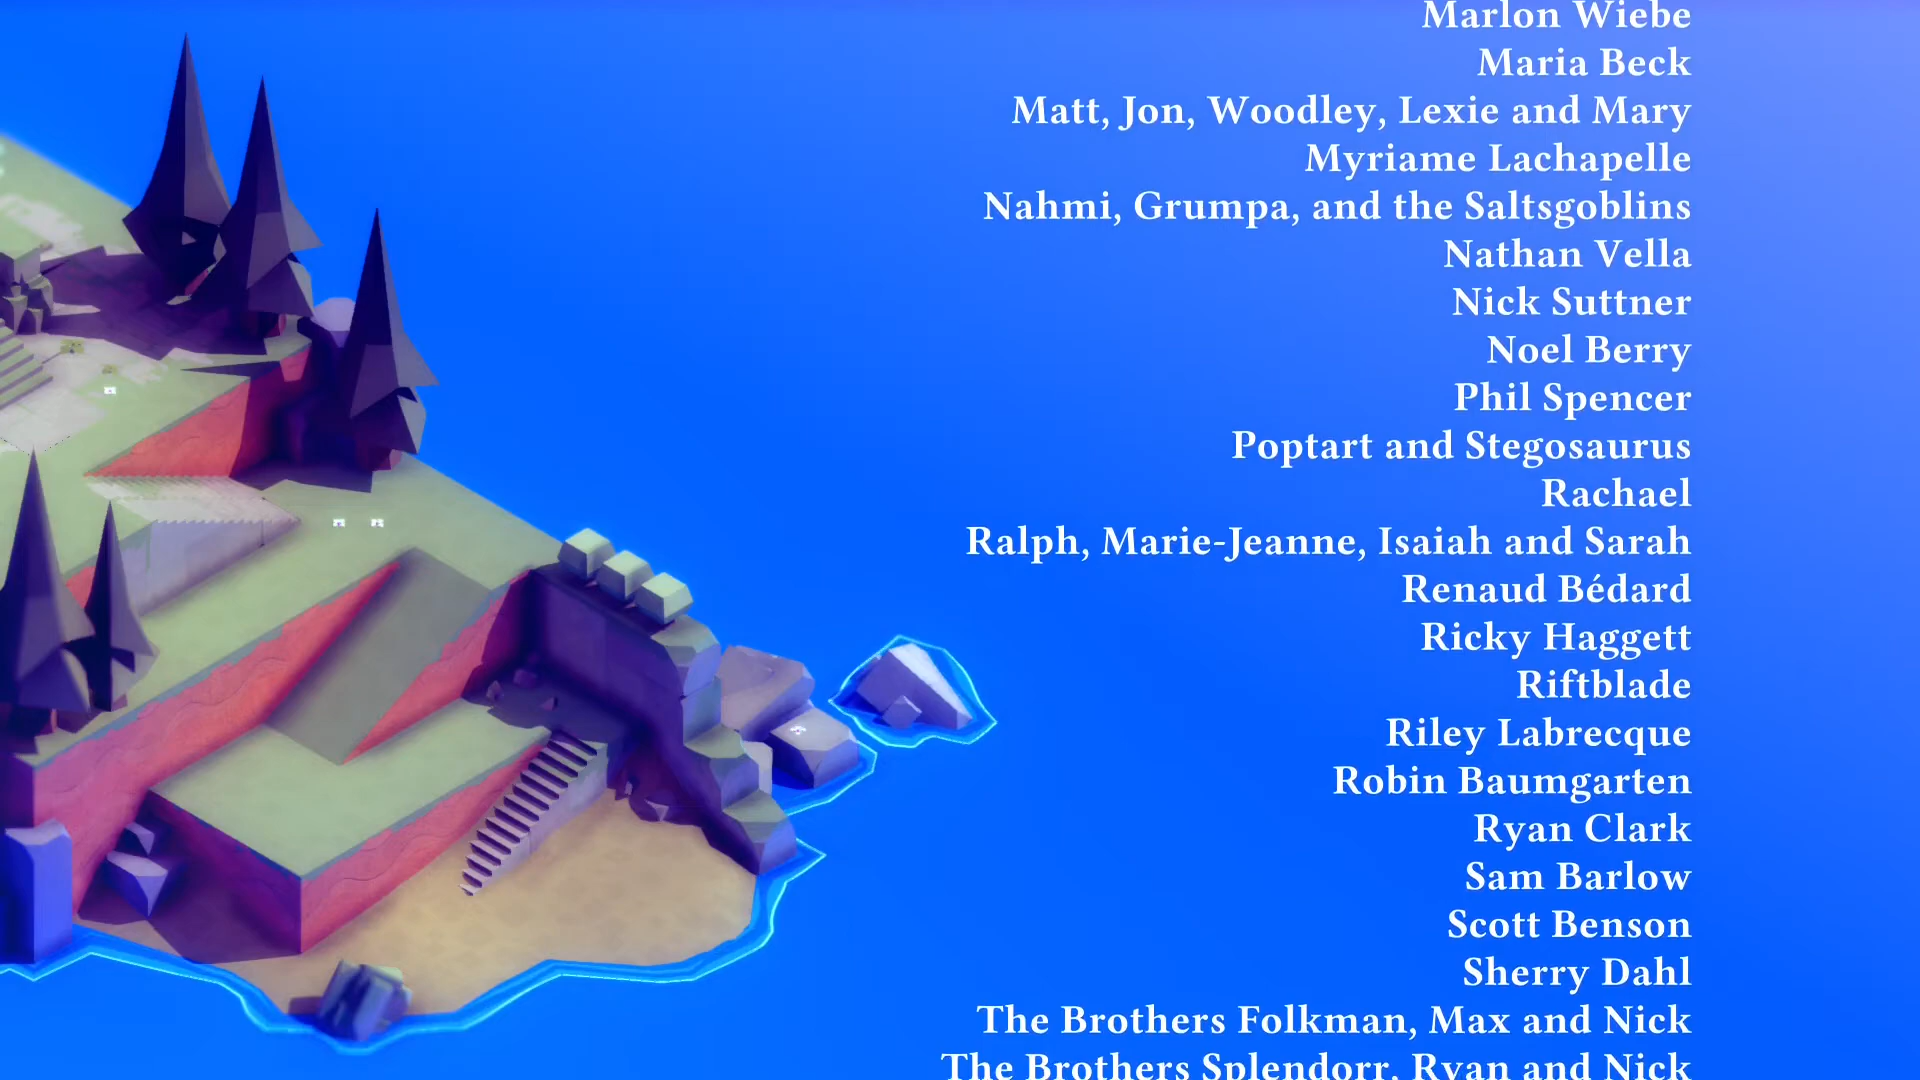 Marlon Wiebe
Maria Beck
Matt, Jon, Woodley, Lexie and Mary
Myriame Lachapelle
Nahmi, Grumpa, and the Saltsgoblins
Nathan Vella
Nick Suttner
Noel Berry
Phil Spencer
Poptart and Stegosaurus
Rachael
Ralph, Marie-Jeanne, Isaiah and Sarah
Renaud Bédard
Ricky Haggett
Riftblade
Riley Labrecque
Robin Baumgarten
Ryan Clark
Sam Barlow
Scott Benson
Sherry Dahl
The Brothers Folkman, Max and Nick
The Brothers Splendorr, Ryan and Nick